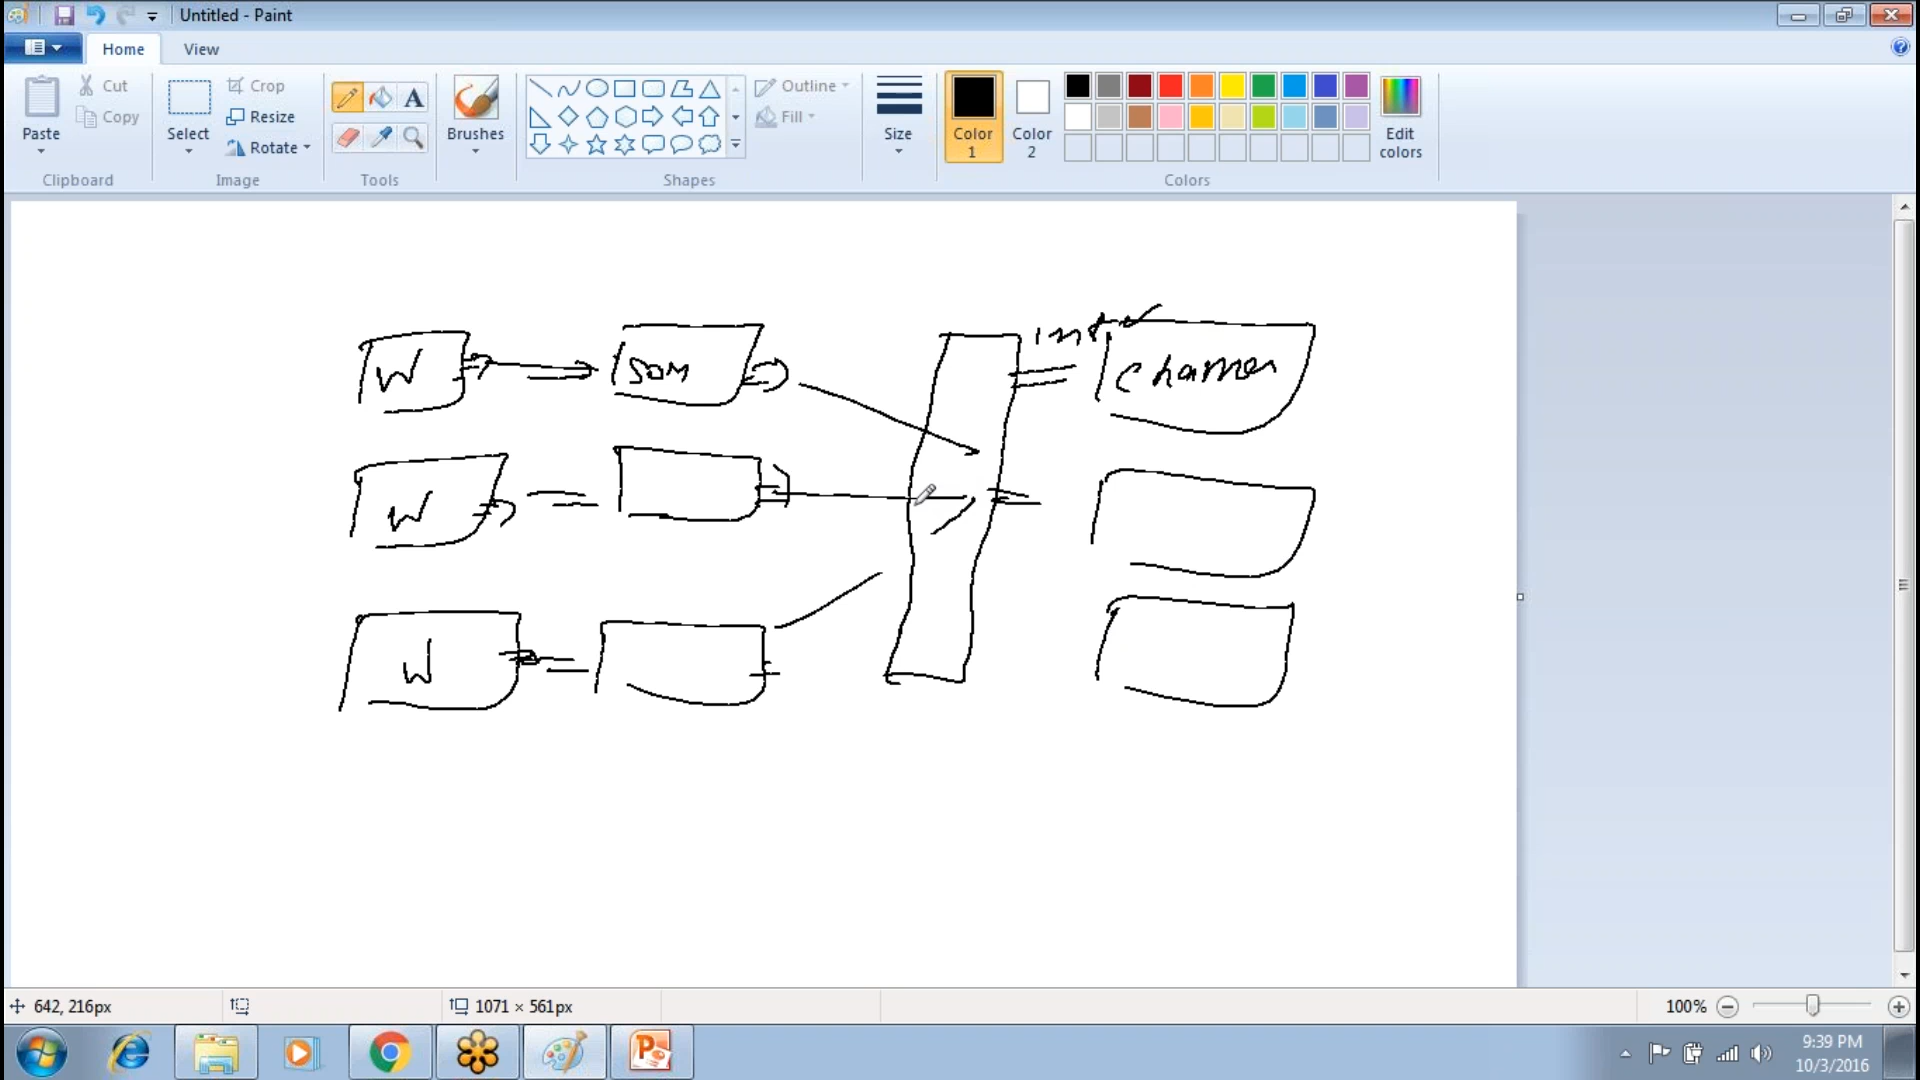 Untitled - Paint
Home View
Cut
Copy
Paste
Clipboard
Crop
Resize
Rotate
Select
Image
A
Tools
Brushes
Outline
Fill
Shapes
Size
Color 1
Color 2
Edit colors
Colors
W
SOM
W
W
642, 216px
1071 × 561px
100%
9:39 PM
10/3/2016